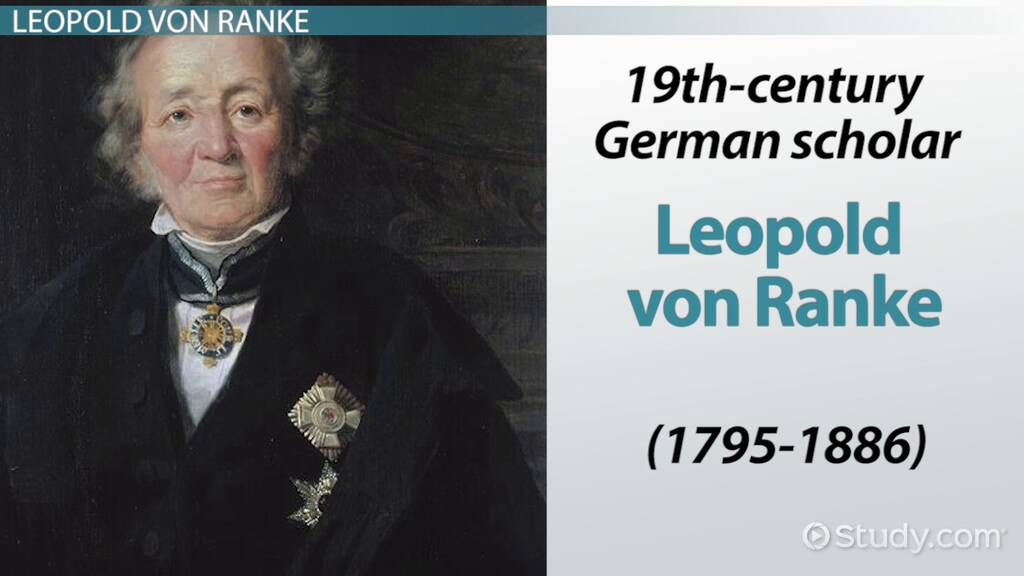 LEOPOLD VON RANKE
19th-century
German scholar
Leopold
von Ranke
(1795-1886)
Study.com